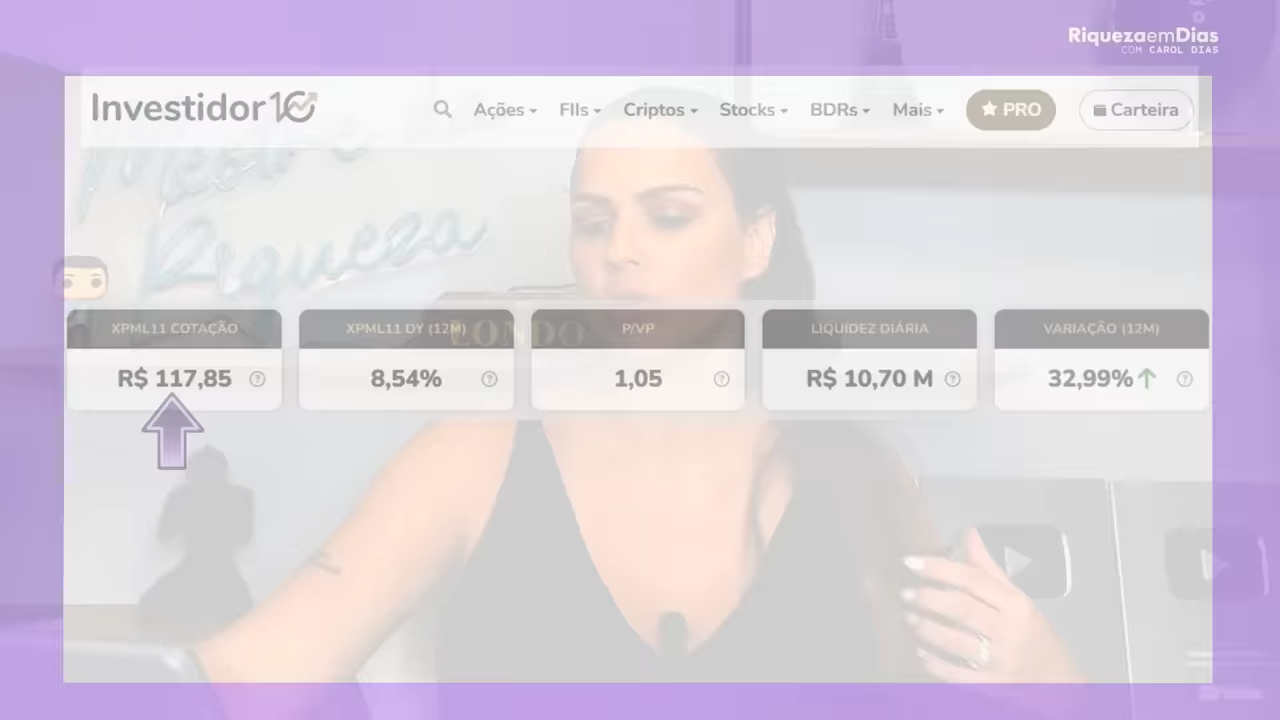 RiquezaemDias
COM CAROL DIAS
Investidor10
Ações
FIIs
Criptos
Stocks
BDRs
Mais
PRO
Carteira
Riqueza
XPML11 COTAÇÃO
XPML11 DY (12M)
P/VP
LIQUIDEZ DIÁRIA
VARIAÇÃO (12M)
R$ 117,85
8,54%
1,05
R$ 10,70 M
32,99%